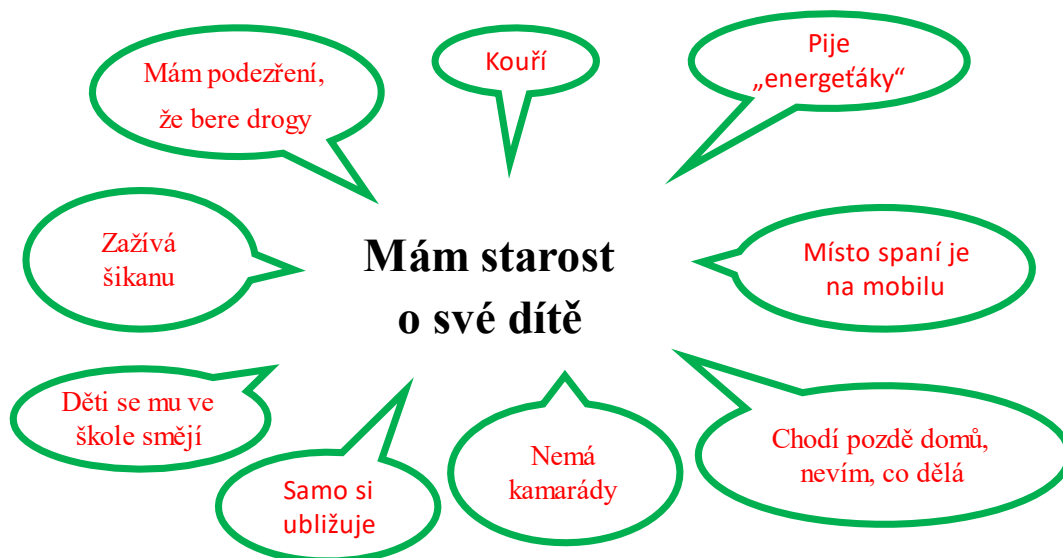 Mám podezření,
že bere drogy
Kouří
Pije
„energeťáky“
Zažívá
šikanu
Mám starost
o své dítě
Místo spaní je
na mobilu
Děti se mu ve
škole smějí
Samo si
ubližuje
Nemá
kamarády
Chodí pozdě domů,
nevím, co dělá